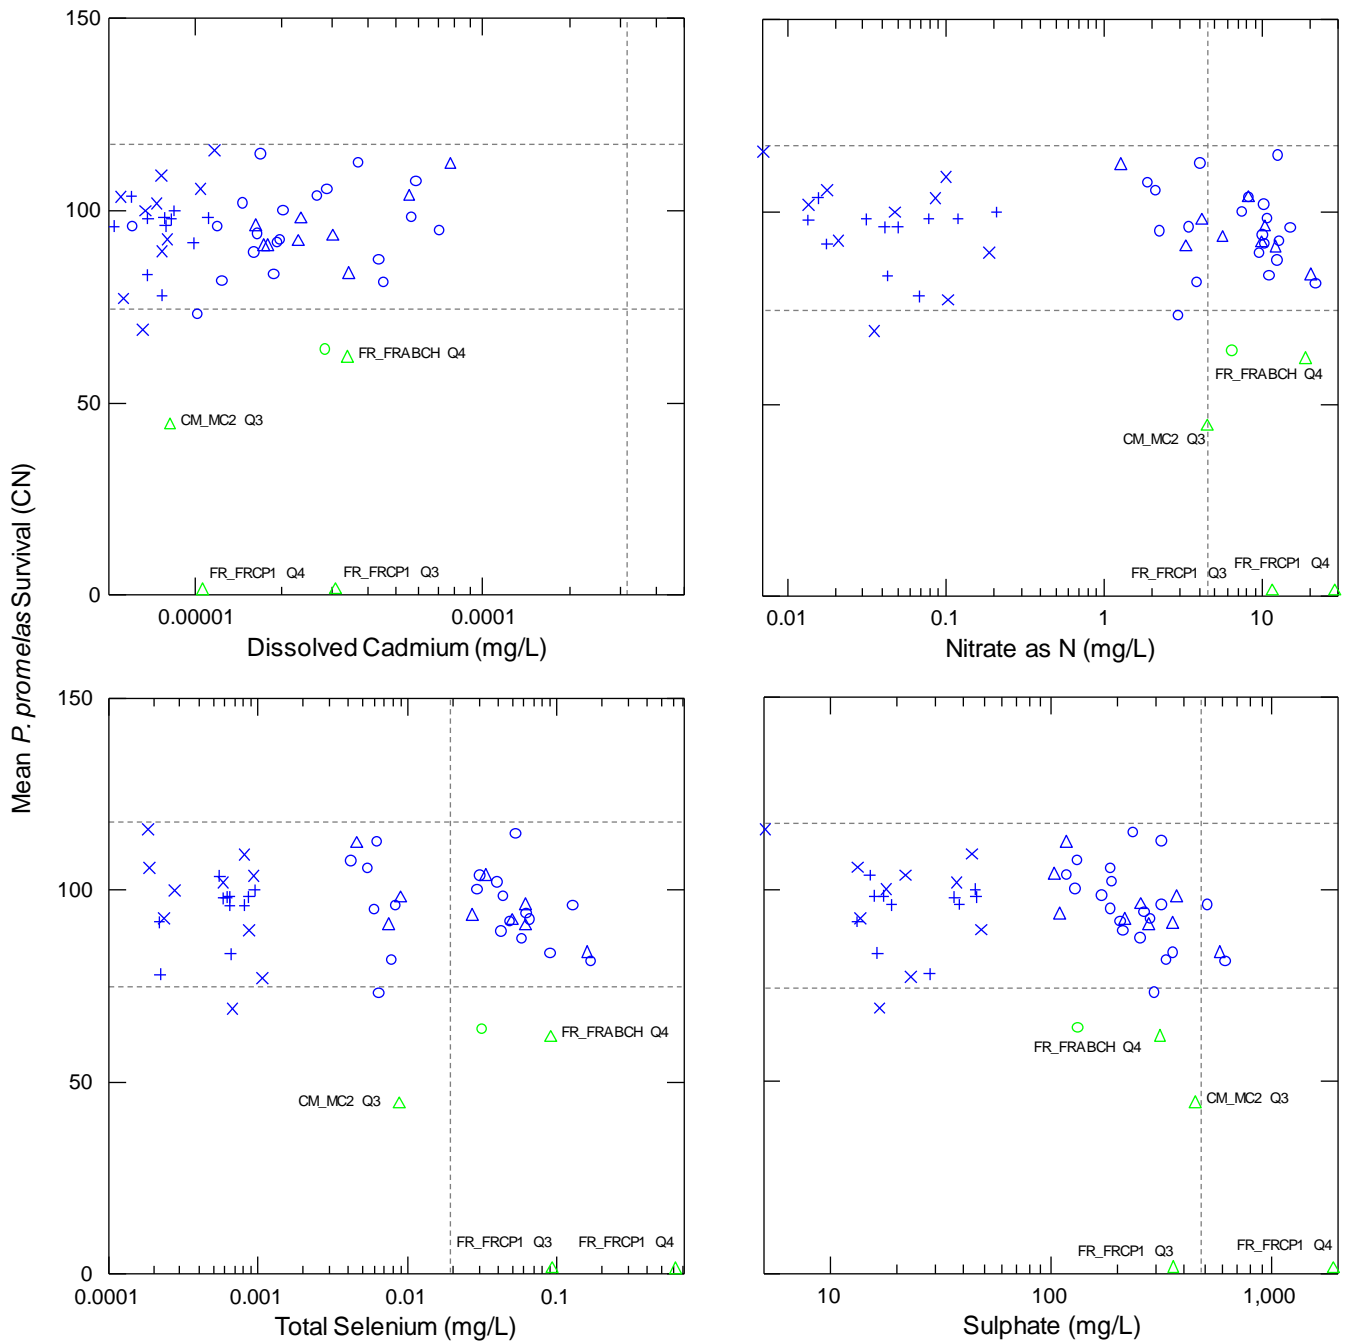 Mean P. promelas Survival (CN)
150
100
50
0
FR_FRABCH Q4
CM_MC2 Q3
FR_FRCP1 Q4
FR_FRCP1 Q3
0.00001
0.0001
Dissolved Cadmium (mg/L)
FR_FRABCH Q4
CM_MC2 Q3
FR_FRCP1 Q4
FR_FRCP1 Q3
0.01
0.1
1
10
Nitrate as N (mg/L)
150
100
50
0
FR_FRABCH Q4
CM_MC2 Q3
FR_FRCP1 Q3
FR_FRCP1 Q4
0.0001
0.001
0.01
0.1
Total Selenium (mg/L)
FR_FRABCH Q4
CM_MC2 Q3
FR_FRCP1 Q3
FR_FRCP1 Q4
10
100
1,000
Sulphate (mg/L)